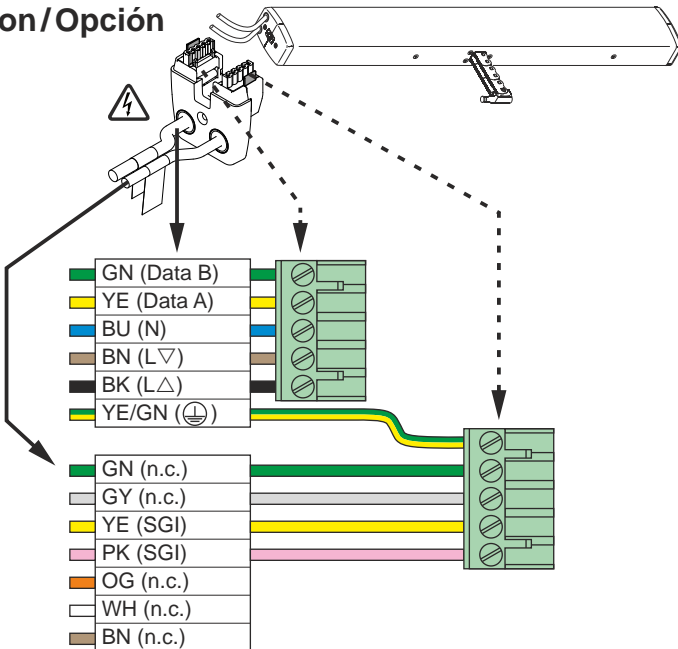 on/Opción
GN (Data B)
YE (Data A)
BU (N)
BN (L▽)
BK (L△)
YE/GN (⏚)
GN (n.c.)
GY (n.c.)
YE (SGI)
PK (SGI)
OG (n.c.)
WH (n.c.)
BN (n.c.)